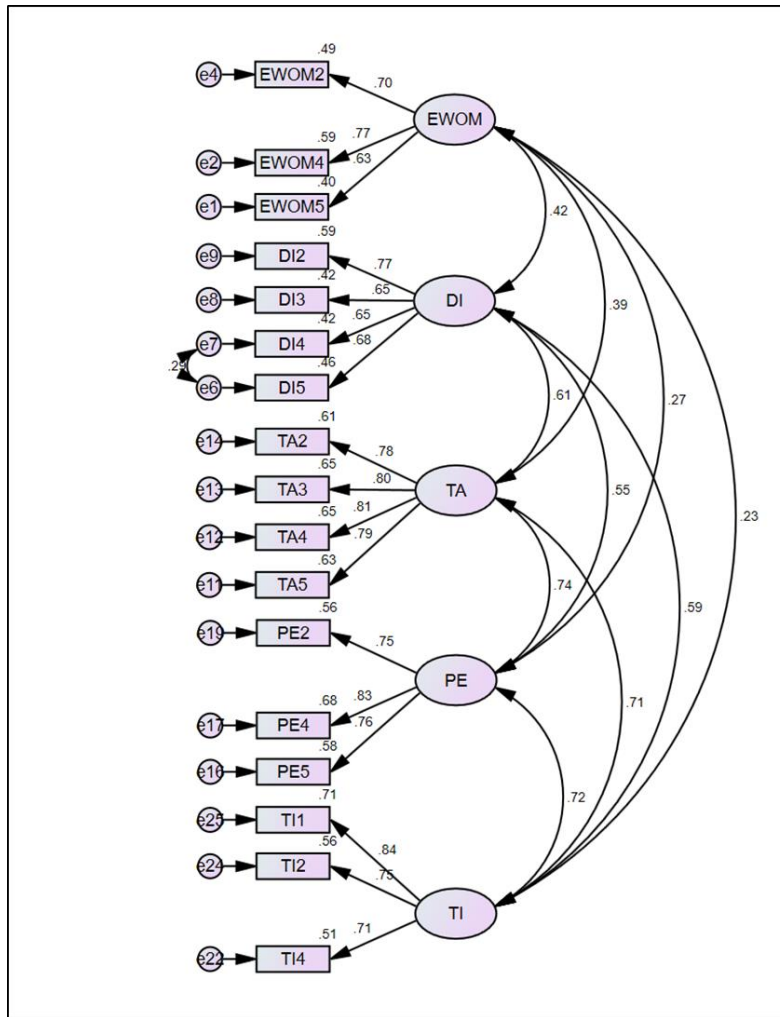 .49
e4 EWOM2
.70
EWOM
.59
.77
e2 EWOM4
.63
.40
e1 EWOM5
.42
.59
e9 DI2
.77
.42
e8 DI3
.65
DI
.39
.42
.65
e7 DI4
.68
.29
.46
e6 DI5
.61
.27
.61
e14 TA2
.78
.65
e13 TA3
.80
TA
.55
.65
.81
e12 TA4
.79
.23
.63
e11 TA5
.74
.59
.56
e19 PE2
.75
PE
.68
.83
e17 PE4
.76
.71
.58
e16 PE5
.72
.71
e25 TI1
.84
.56
e24 TI2
.75
TI
.51
.71
e22 TI4